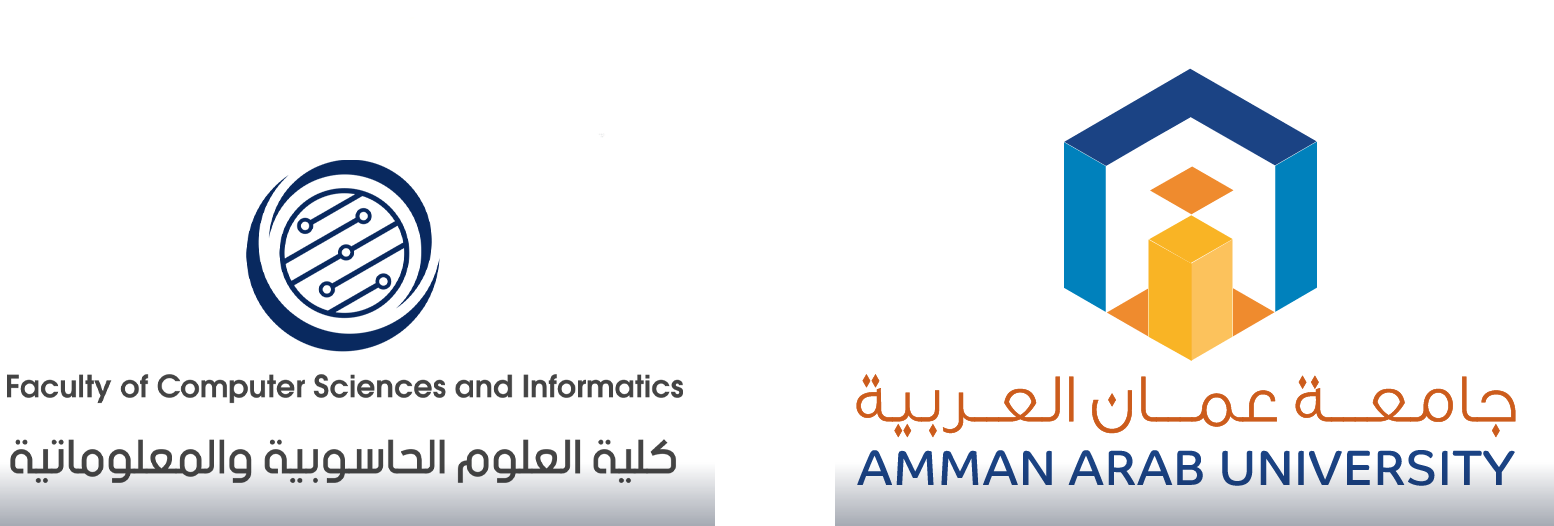 Faculty of Computer Sciences and Informatics
كلية العلوم الحاسوبية والمعلوماتية
جامعة عمان العربية
AMMAN ARAB UNIVERSITY